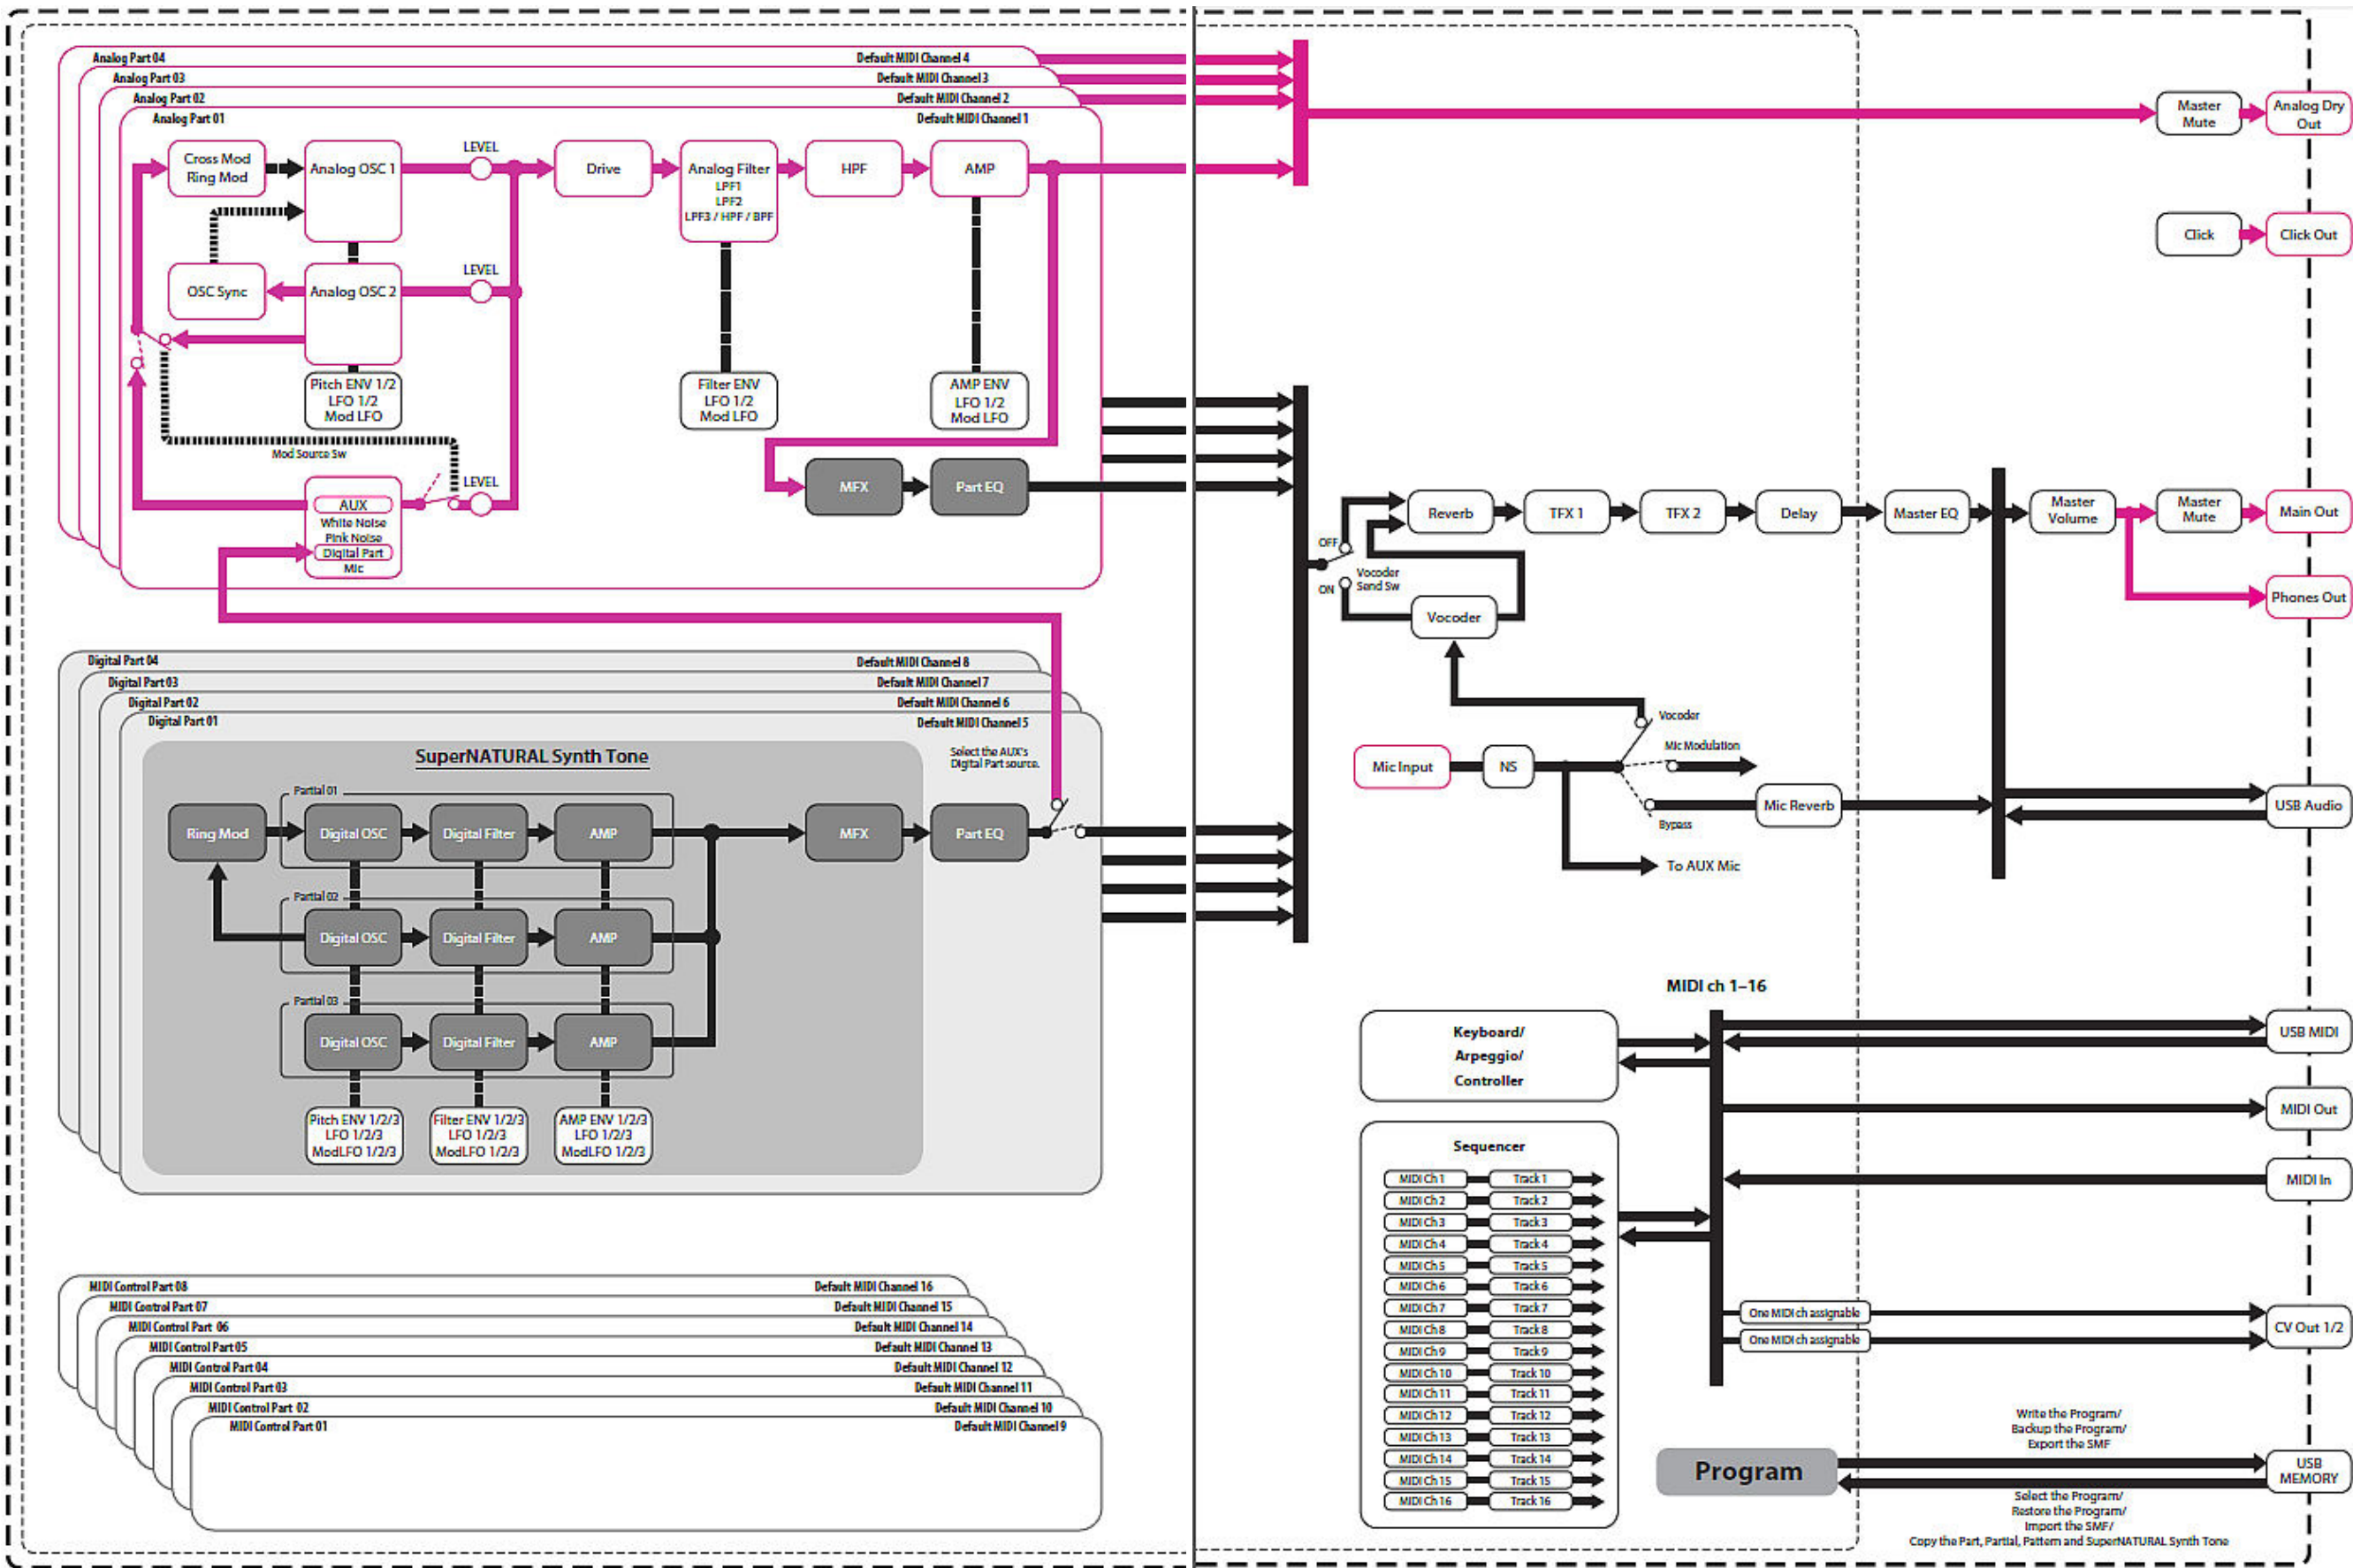 Analog Part 04 Default MIDI Channel 4
Analog Part 03 Default MIDI Channel 3
Analog Part 02 Default MIDI Channel 2
Analog Part 01 Default MIDI Channel 1
Cross Mod
Ring Mod
Analog OSC 1
LEVEL
Drive
Analog Filter
LPF1
LPF2
LPF3 / HPF / BPF
HPF
AMP
OSC Sync
Analog OSC 2
LEVEL
Pitch ENV 1/2
LFO 1/2
Mod LFO
Filter ENV
LFO 1/2
Mod LFO
AMP ENV
LFO 1/2
Mod LFO
Mod Source Sw
AUX
White Noise
Pink Noise
Digital Part
Mic
LEVEL
MFX
Part EQ
Digital Part 04 Default MIDI Channel 8
Digital Part 03 Default MIDI Channel 7
Digital Part 02 Default MIDI Channel 6
Digital Part 01 Default MIDI Channel 5
SuperNATURAL Synth Tone
Select the AUX's
Digital Part source.
Partial 01
Ring Mod
Digital OSC
Digital Filter
AMP
MFX
Part EQ
Partial 02
Digital OSC
Digital Filter
AMP
Partial 03
Digital OSC
Digital Filter
AMP
Pitch ENV 1/2/3
LFO 1/2/3
ModLFO 1/2/3
Filter ENV 1/2/3
LFO 1/2/3
ModLFO 1/2/3
AMP ENV 1/2/3
LFO 1/2/3
ModLFO 1/2/3
MIDI Control Part 08 Default MIDI Channel 16
MIDI Control Part 07 Default MIDI Channel 15
MIDI Control Part 06 Default MIDI Channel 14
MIDI Control Part 05 Default MIDI Channel 13
MIDI Control Part 04 Default MIDI Channel 12
MIDI Control Part 03 Default MIDI Channel 11
MIDI Control Part 02 Default MIDI Channel 10
MIDI Control Part 01 Default MIDI Channel 9
Master
Mute
Analog Dry
Out
Click
Click Out
OFF
ON
Vocoder
Send Sw
Reverb
TFX 1
TFX 2
Delay
Master EQ
Master
Volume
Master
Mute
Main Out
Phones Out
Vocoder
Vocoder
Mic Modulation
Mic Input
NS
Bypass
Mic Reverb
To AUX Mic
USB Audio
MIDI ch 1–16
Keyboard/
Arpeggio/
Controller
USB MIDI
MIDI Out
MIDI In
Sequencer
MIDI Ch 1 Track 1
MIDI Ch 2 Track 2
MIDI Ch 3 Track 3
MIDI Ch 4 Track 4
MIDI Ch 5 Track 5
MIDI Ch 6 Track 6
MIDI Ch 7 Track 7
MIDI Ch 8 Track 8
MIDI Ch 9 Track 9
MIDI Ch 10 Track 10
MIDI Ch 11 Track 11
MIDI Ch 12 Track 12
MIDI Ch 13 Track 13
MIDI Ch 14 Track 14
MIDI Ch 15 Track 15
MIDI Ch 16 Track 16
One MIDI ch assignable
One MIDI ch assignable
CV Out 1/2
Write the Program/
Backup the Program/
Export the SMF
Program
USB
MEMORY
Select the Program/
Restore the Program/
Import the SMF/
Copy the Part, Partial, Pattern and SuperNATURAL Synth Tone